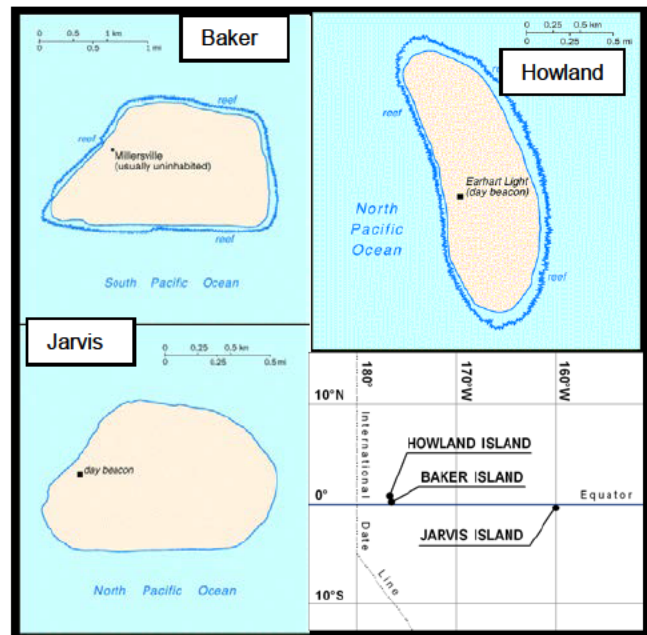 Baker
0 0.5 1 km
0 0.5 1 mi
reef
reef
Millersville
(usually uninhabited)
reef
South Pacific Ocean
Howland
0 0.25 0.5 km
0 0.25 0.5 mi
reef
Earhart Light
(day beacon)
North
Pacific
Ocean
reef
Jarvis
0 0.25 0.5 km
0 0.25 0.5 mi
day beacon
North Pacific Ocean
180°
170°W
160°W
10°N
International Date Line
HOWLAND ISLAND
BAKER ISLAND
0°
Equator
JARVIS ISLAND
10°S